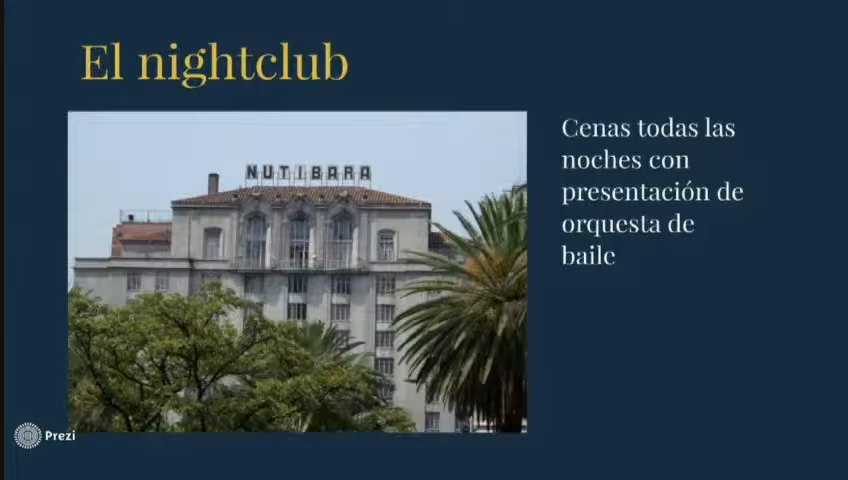 El nightclub
NUTIBARA
Cenas todas las
noches con
presentación de
orquesta de
baile
Prezi